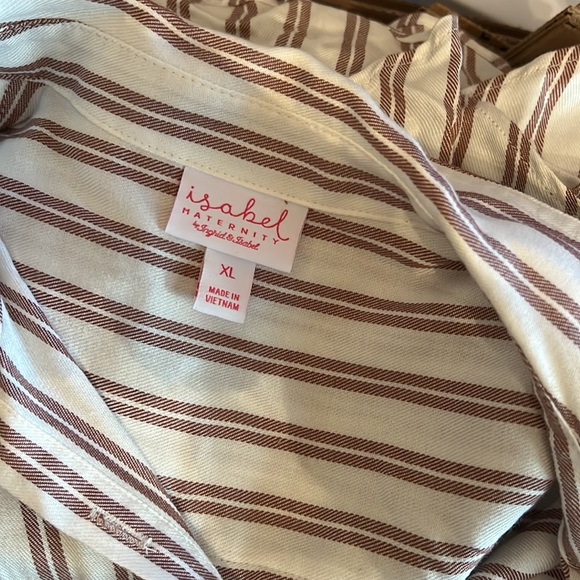 isabel
MATERNITY
by Ingrid & Isabel
XL
MADE IN
VIETNAM